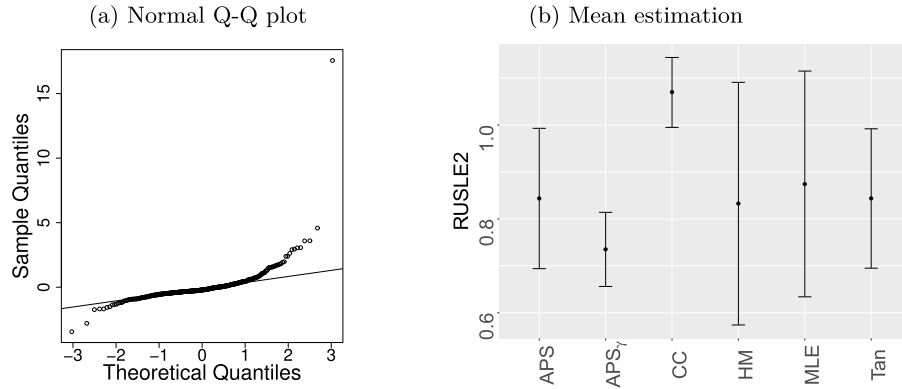 (a) Normal Q-Q plot
Sample Quantiles
15
10
5
0
−3 −2 −1 0 1 2 3
Theoretical Quantiles
(b) Mean estimation
RUSLE2
1.0
0.8
0.6
APS APSγ CC HM MLE Tan